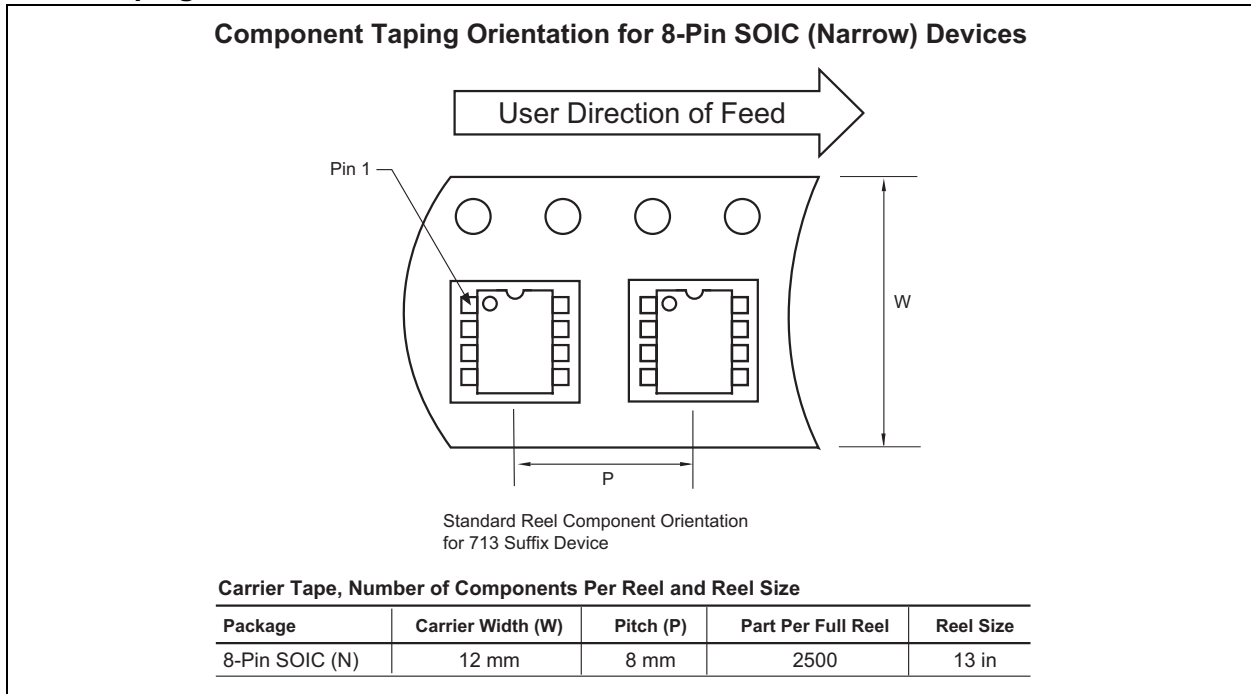 Component Taping Orientation for 8-Pin SOIC (Narrow) Devices
User Direction of Feed
Pin 1
W
P
Standard Reel Component Orientation
for 713 Suffix Device
Carrier Tape, Number of Components Per Reel and Reel Size
Package Carrier Width (W) Pitch (P) Part Per Full Reel Reel Size
8-Pin SOIC (N) 12 mm 8 mm 2500 13 in